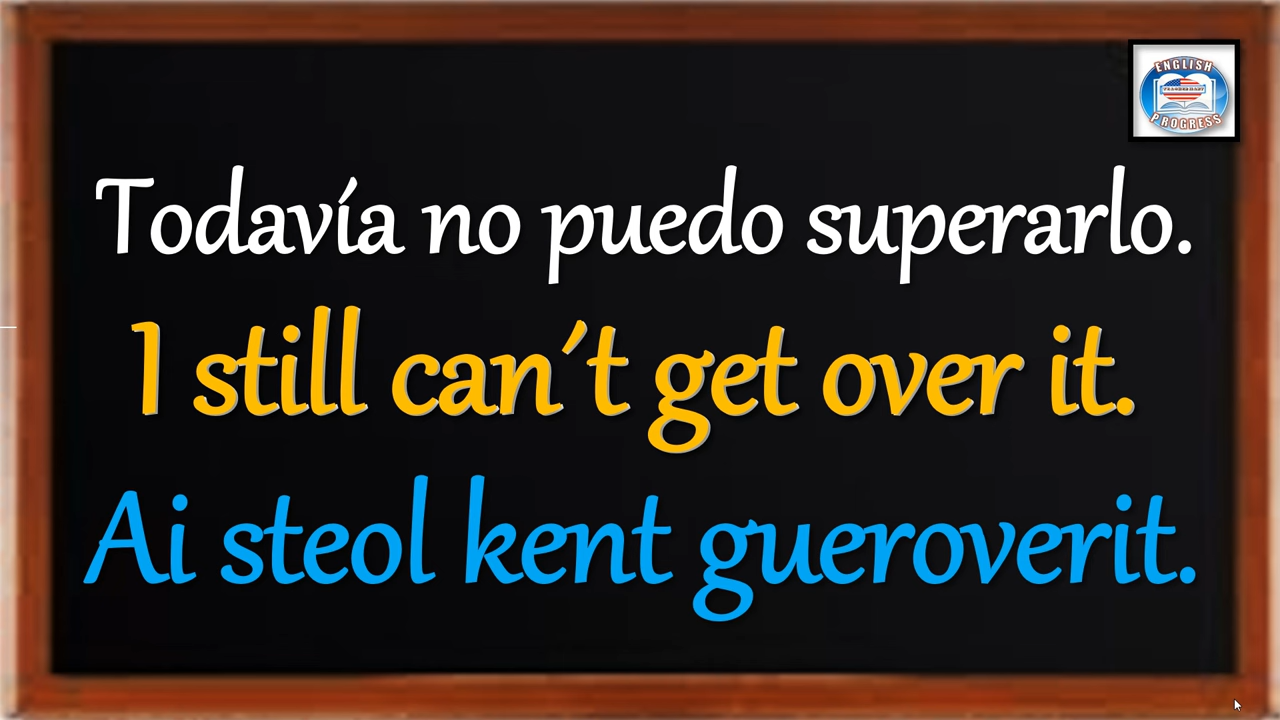 ENGLISH
PROGRESS
Todavía no puedo superarlo.
I still can´t get over it.
Ai steol kent gueroverit.